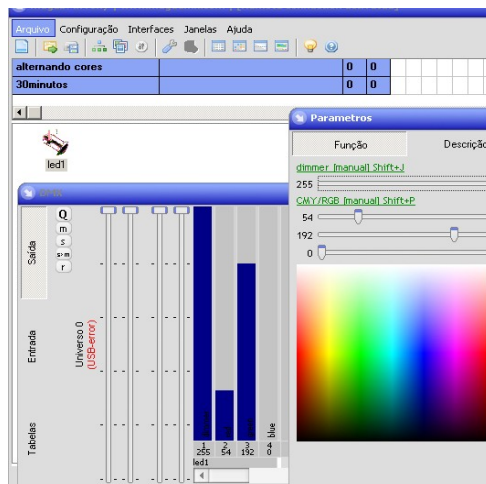 Arquivo Configuração Interfaces Janelas Ajuda
alternando cores 0 0
30minutos 0 0
Parametros
Função Descrição
led1
dimmer [manual] Shift+J
255
CMY/RGB [manual] Shift+P
54
192
0
Saída
Entrada
Tabelas
Q
m
s
s>m
r
Universo 0
(USB-error)
blue
1 2 3 4
255 54 192 0
led1